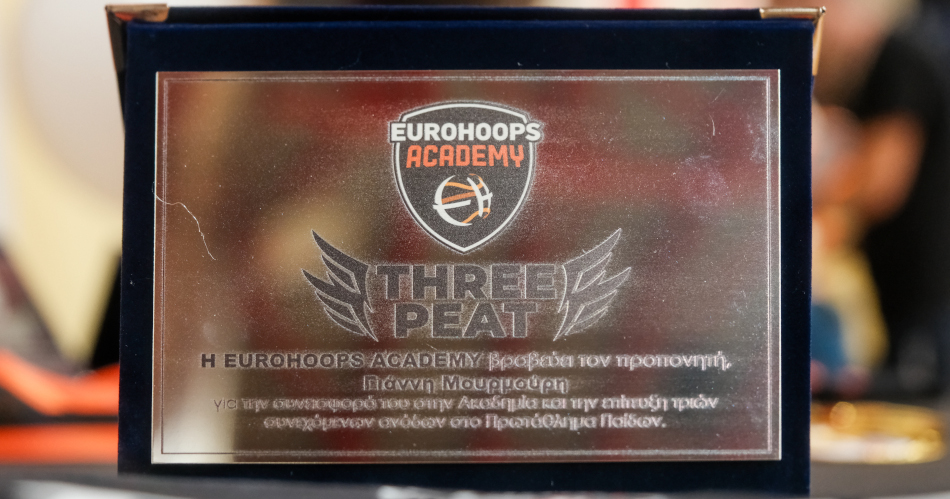 EUROHOOPS
ACADEMY
THREE
PEAT
Η EUROHOOPS ACADEMY βραβεύει τον προπονητή,
Γιάννη Μουρμούρη
για την συνεισφορά του στην Ακαδημία και την επίτευξη τριών
συνεχόμενων ανόδων στο Πρωτάθλημα Παίδων.